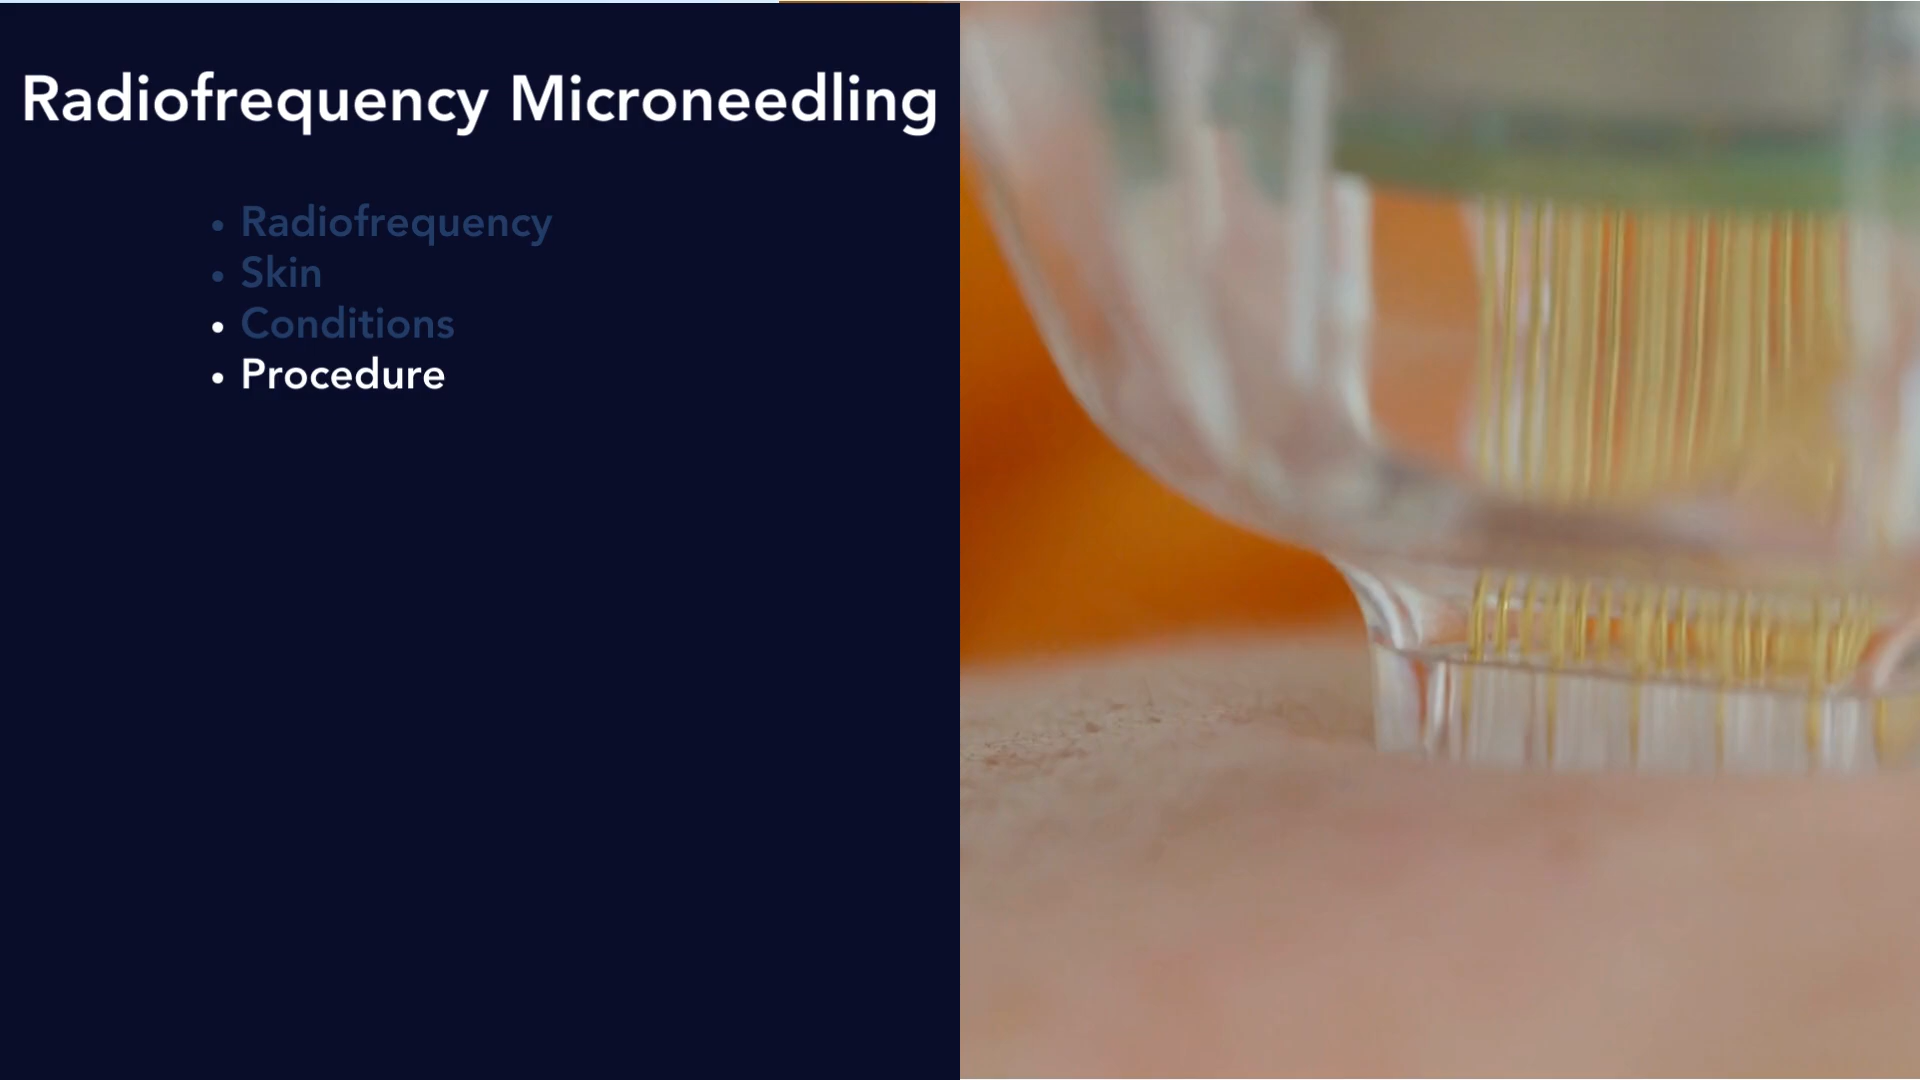 Radiofrequency Microneedling
• Radiofrequency
• Skin
• Conditions
• Procedure